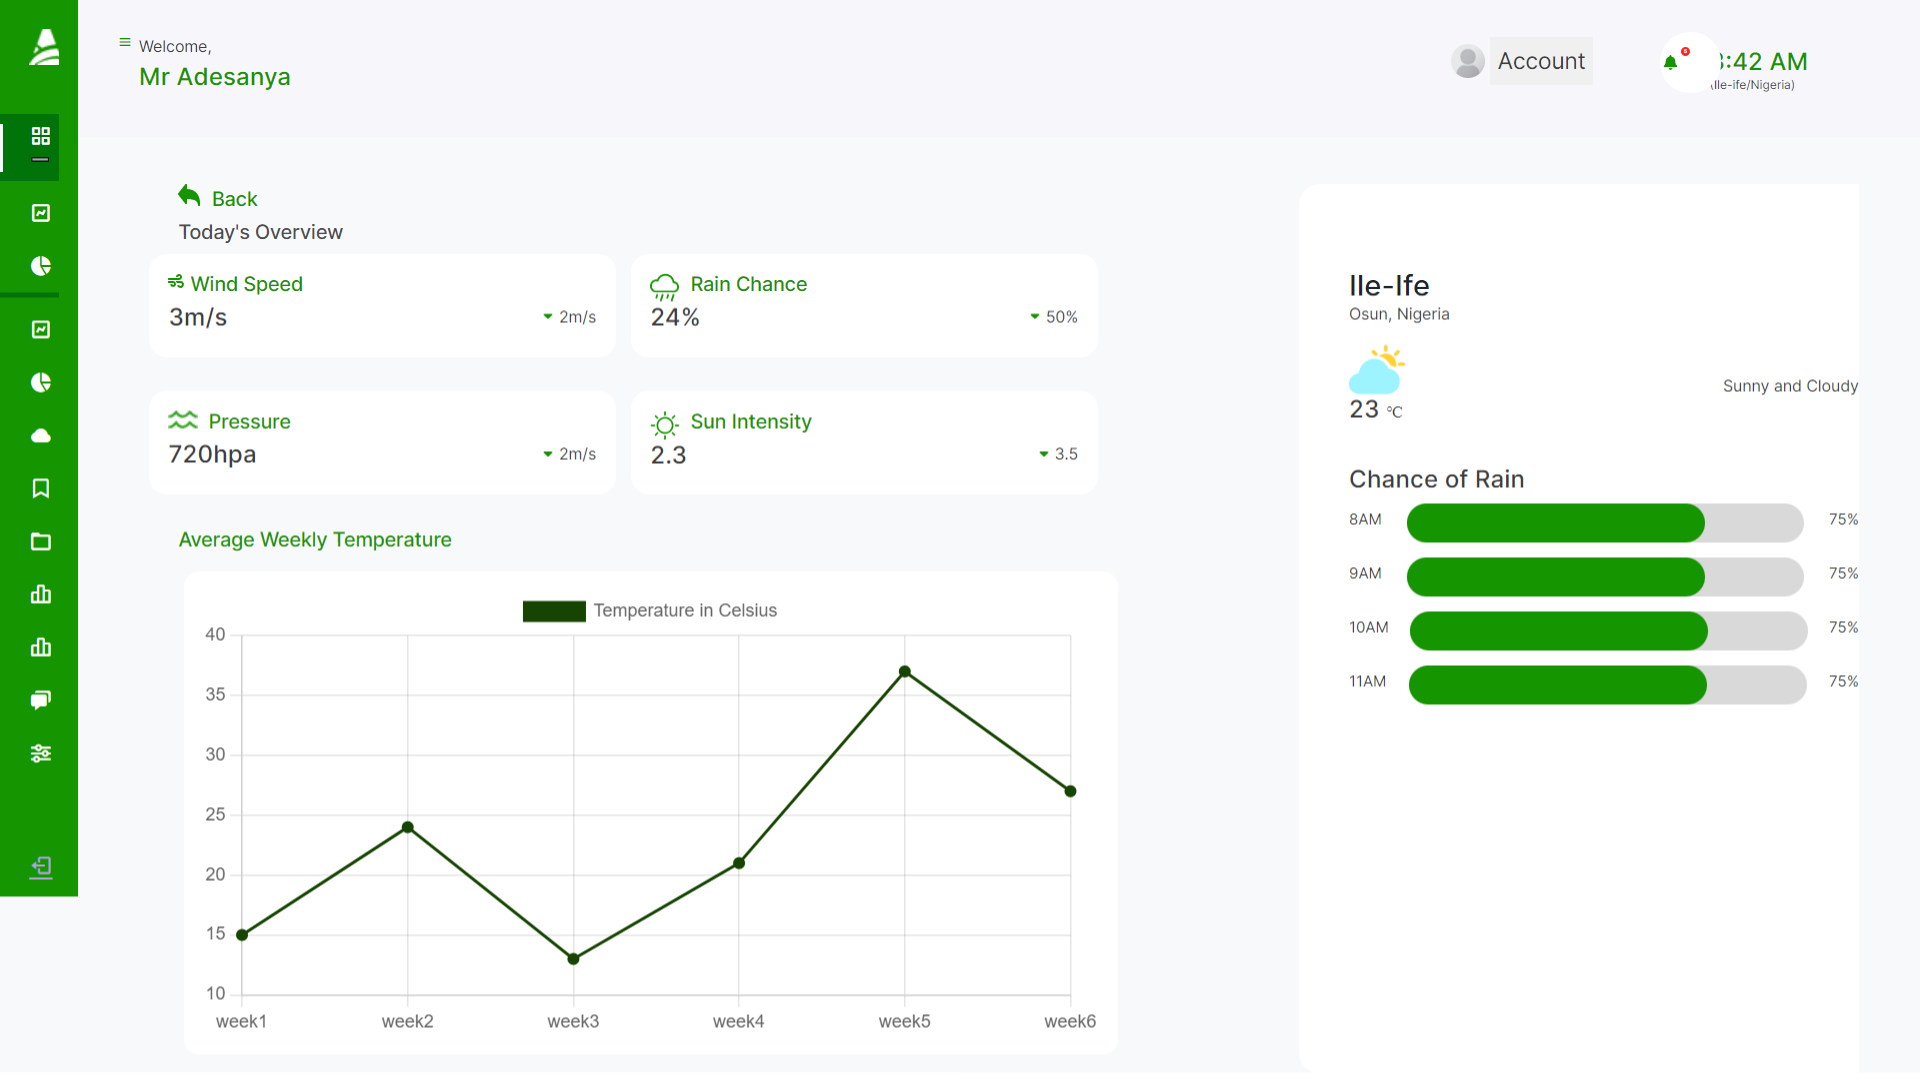 Welcome,
Mr Adesanya
Account
:42 AM
(Ile-ife/Nigeria)
Back
Today's Overview
Wind Speed
3m/s
2m/s
Rain Chance
24%
50%
Pressure
720hpa
2m/s
Sun Intensity
2.3
3.5
Average Weekly Temperature
Temperature in Celsius
40
35
30
25
20
15
10
week1
week2
week3
week4
week5
week6
Ile-Ife
Osun, Nigeria
Sunny and Cloudy
23 °C
Chance of Rain
8AM
75%
9AM
75%
10AM
75%
11AM
75%